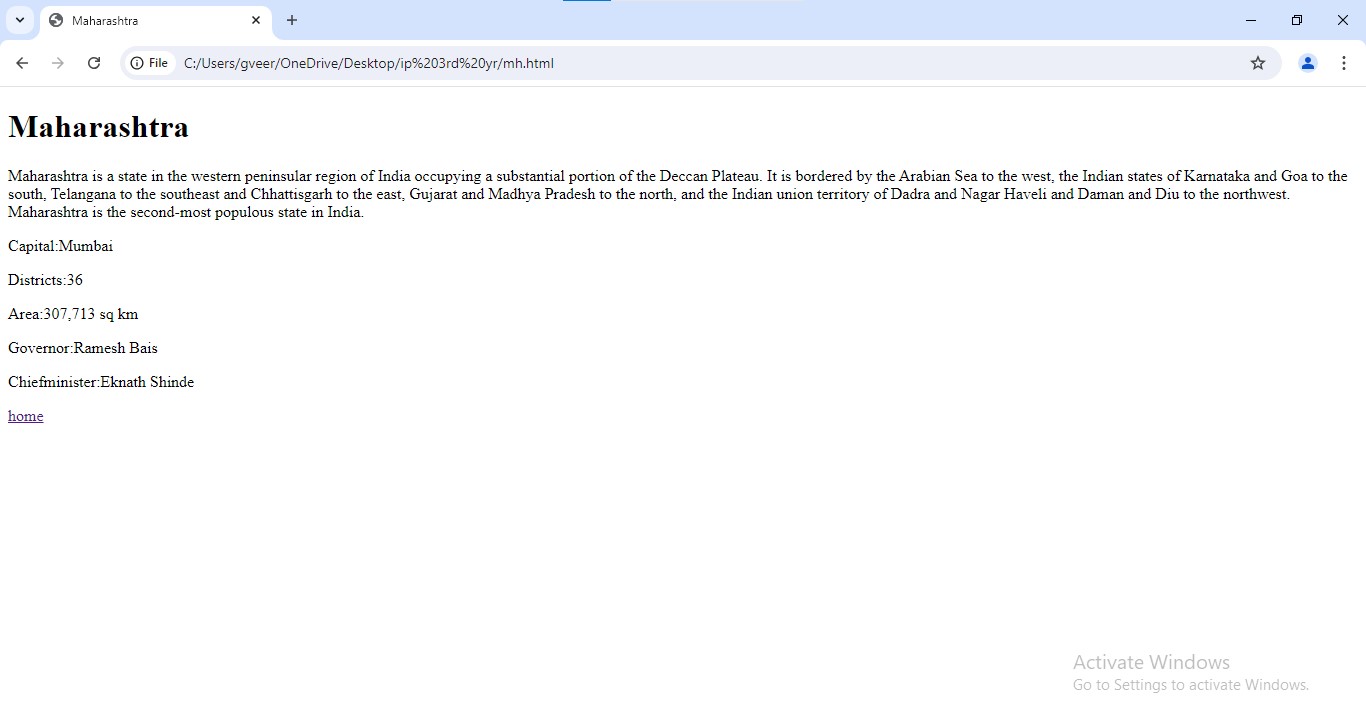 Maharashtra
File
C:/Users/gveer/OneDrive/Desktop/ip%203rd%20yr/mh.html
Maharashtra
Maharashtra is a state in the western peninsular region of India occupying a substantial portion of the Deccan Plateau. It is bordered by the Arabian Sea to the west, the Indian states of Karnataka and Goa to the
south, Telangana to the southeast and Chhattisgarh to the east, Gujarat and Madhya Pradesh to the north, and the Indian union territory of Dadra and Nagar Haveli and Daman and Diu to the northwest.
Maharashtra is the second-most populous state in India.
Capital:Mumbai
Districts:36
Area:307,713 sq km
Governor:Ramesh Bais
Chiefminister:Eknath Shinde
home
Activate Windows
Go to Settings to activate Windows.